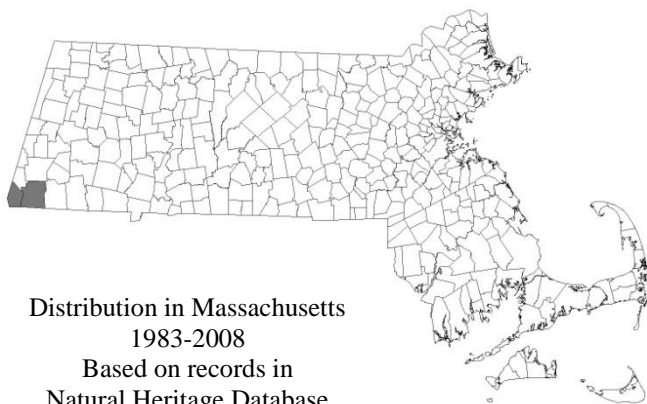 Distribution in Massachusetts
1983-2008
Based on records in
Natural Heritage Database